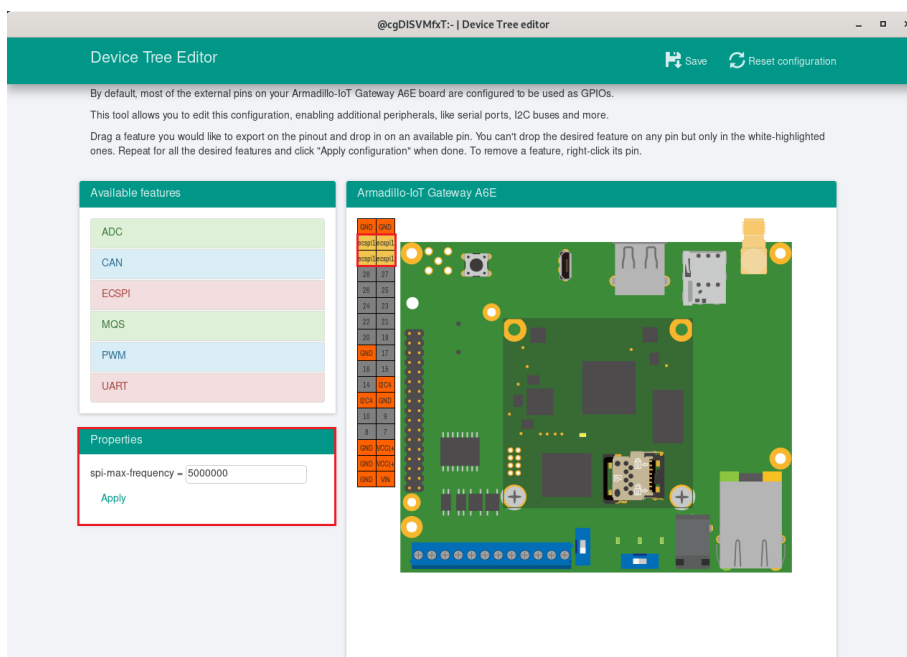 @cgDISVMfxT:- | Device Tree editor
Device Tree Editor
Save
Reset configuration
By default, most of the external pins on your Armadillo-IoT Gateway A6E board are configured to be used as GPIOs.
This tool allows you to edit this configuration, enabling additional peripherals, like serial ports, I2C buses and more.
Drag a feature you would like to export on the pinout and drop in on an available pin. You can't drop the desired feature on any pin but only in the white-highlighted
ones. Repeat for all the desired features and click "Apply configuration" when done. To remove a feature, right-click its pin.
Available features
ADC
CAN
ECSPI
MQS
PWM
UART
Properties
spi-max-frequency = 5000000
Apply
Armadillo-IoT Gateway A6E
GND GND
ecspi1 ecspi1
ecspi1 ecspi1
28 27
26 25
24 23
22 21
20 19
GND 17
16 15
14 I2C4
I2C4 GND
10 9
8 7
GND VCC(+
GND VCC(+
GND VIN